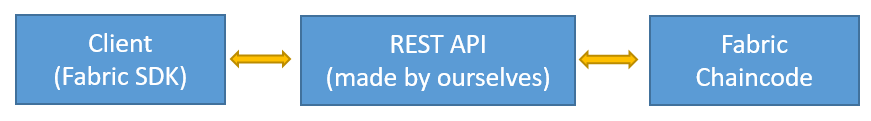 Client
(Fabric SDK)
REST API
(made by ourselves)
Fabric
Chaincode